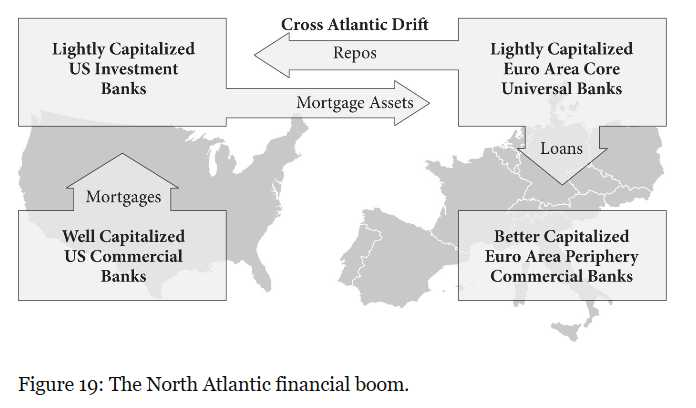 Cross Atlantic Drift
Lightly Capitalized
US Investment
Banks
Repos
Mortgage Assets
Lightly Capitalized
Euro Area Core
Universal Banks
Mortgages
Loans
Well Capitalized
US Commercial
Banks
Better Capitalized
Euro Area Periphery
Commercial Banks
Figure 19: The North Atlantic financial boom.